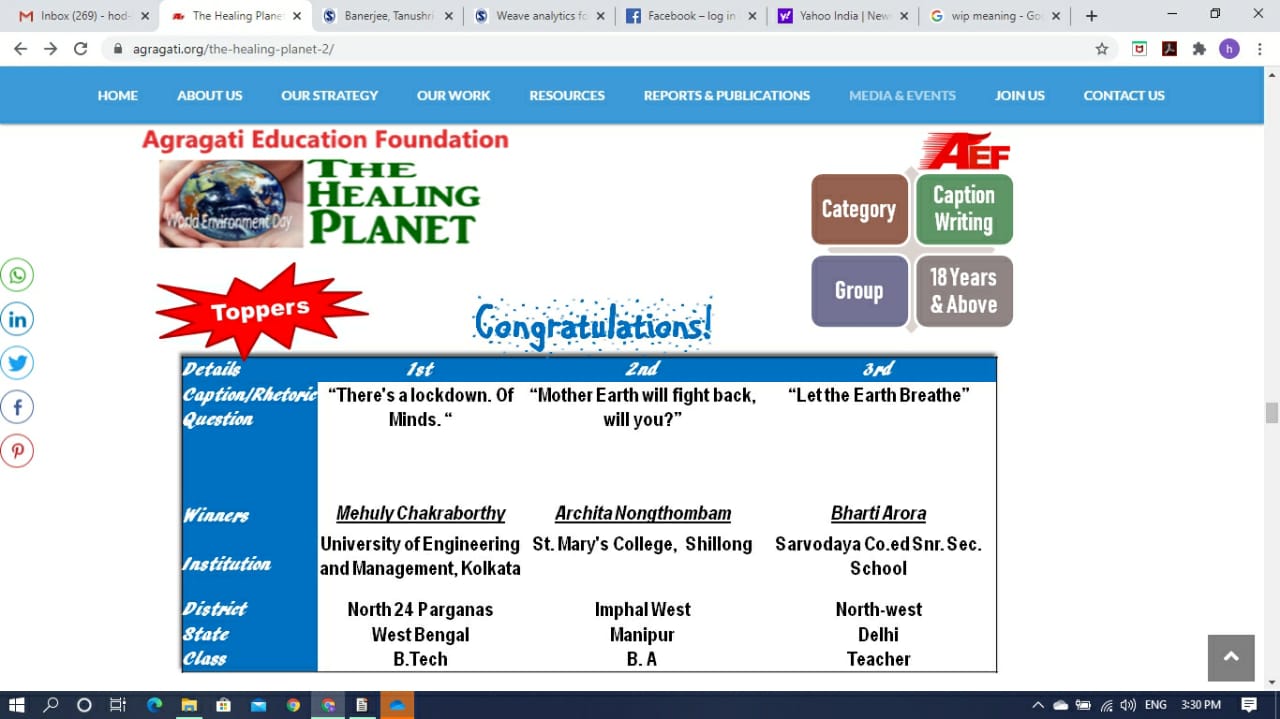 Inbox (269) - hod-
The Healing Plane
Banerjee, Tanushr
Weave analytics fo
Facebook – log in
Yahoo India | New
wip meaning - Go
agragati.org/the-healing-planet-2/
h
HOME ABOUT US OUR STRATEGY OUR WORK RESOURCES REPORTS & PUBLICATIONS MEDIA & EVENTS JOIN US CONTACT US
Agragati Education Foundation
AEF
THE
HEALING
PLANET
World Environment Day
Category
Caption
Writing
Group
18 Years
& Above
Toppers
Congratulations!
Details 1st 2nd 3rd
Caption/Rhetoric “There's a lockdown. Of “Mother Earth will fight back, “Let the Earth Breathe”
Question Minds. “ will you?”
Winners Mehuly Chakraborthy Archita Nongthombam Bharti Arora
University of Engineering St. Mary's College, Shillong Sarvodaya Co.ed Snr. Sec.
Institution and Management, Kolkata School
District North 24 Parganas Imphal West North-west
State West Bengal Manipur Delhi
Class B.Tech B. A Teacher
ENG 3:30 PM